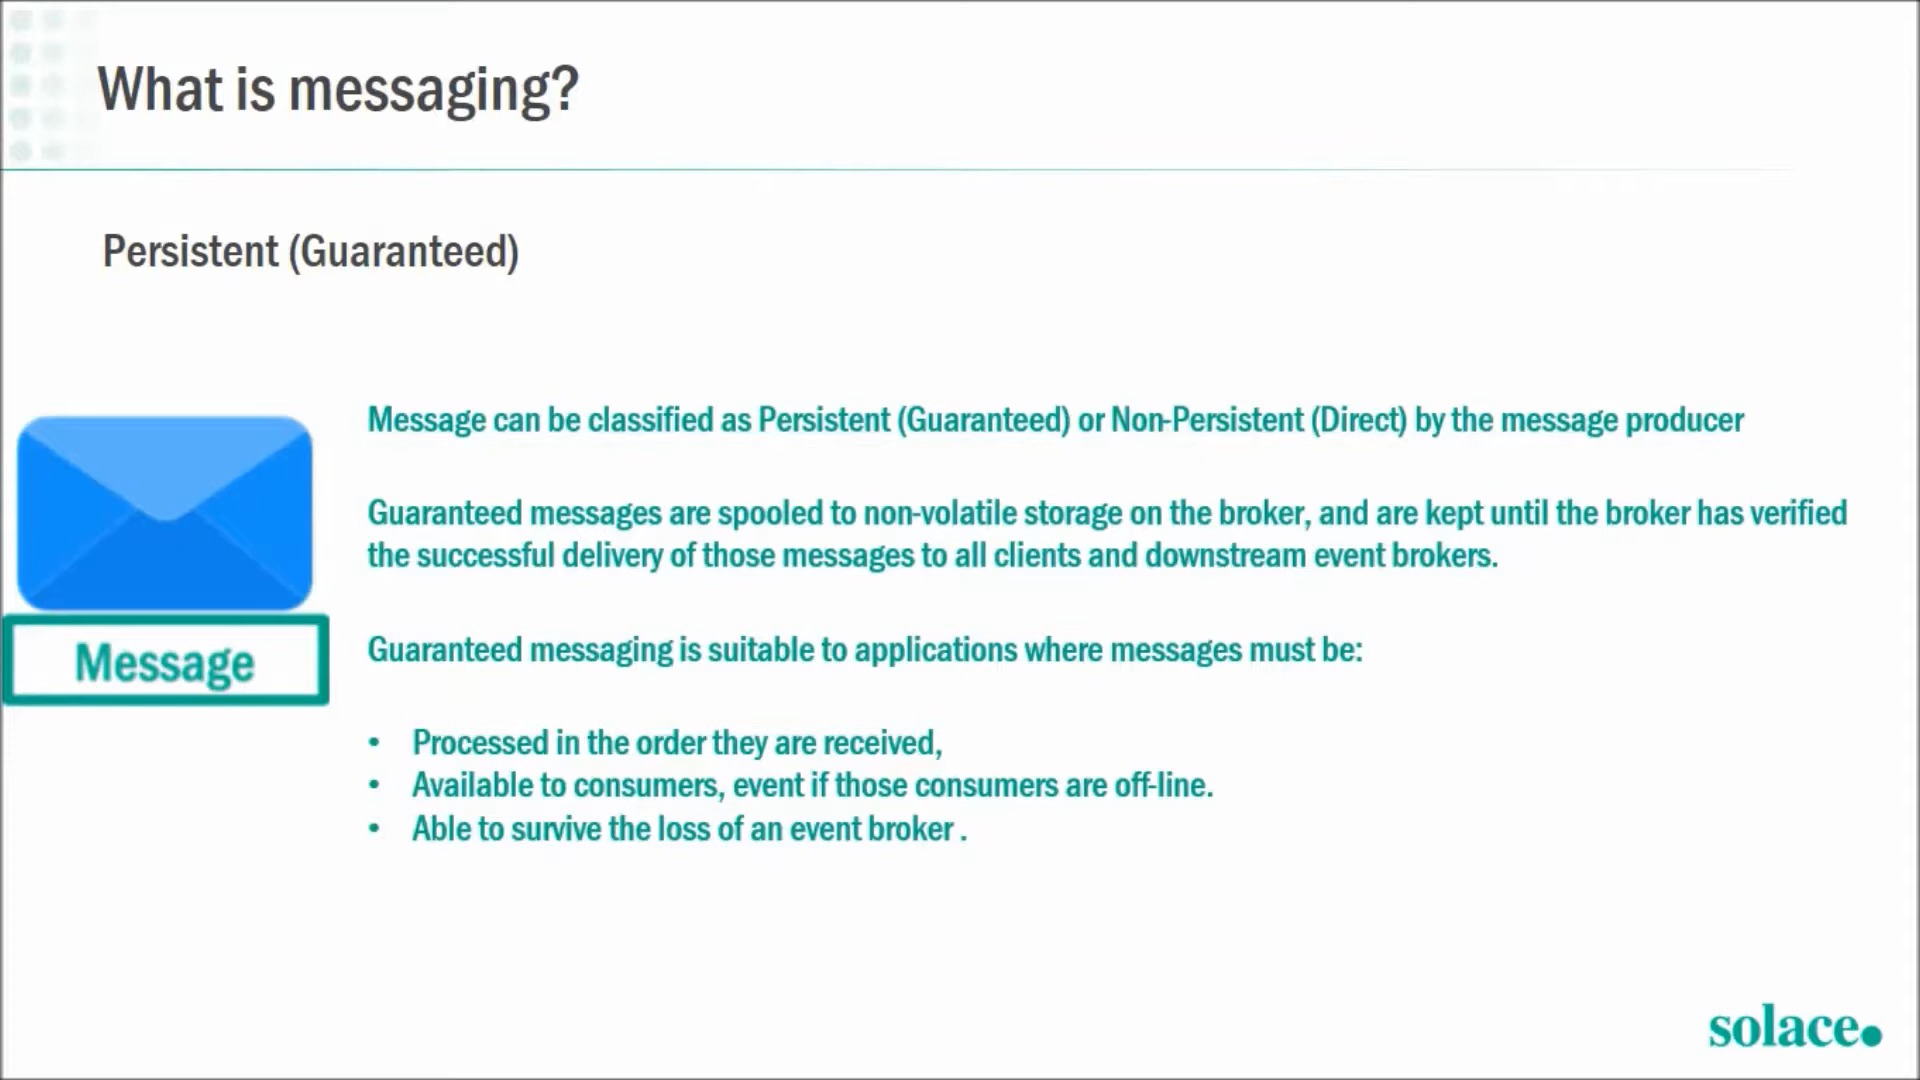 What is messaging?
Persistent (Guaranteed)
Message can be classified as Persistent (Guaranteed) or Non-Persistent (Direct) by the message producer
Guaranteed messages are spooled to non-volatile storage on the broker, and are kept until the broker has verified
the successful delivery of those messages to all clients and downstream event brokers.
Message
Guaranteed messaging is suitable to applications where messages must be:
• Processed in the order they are received,
• Available to consumers, event if those consumers are off-line.
• Able to survive the loss of an event broker .
solace.